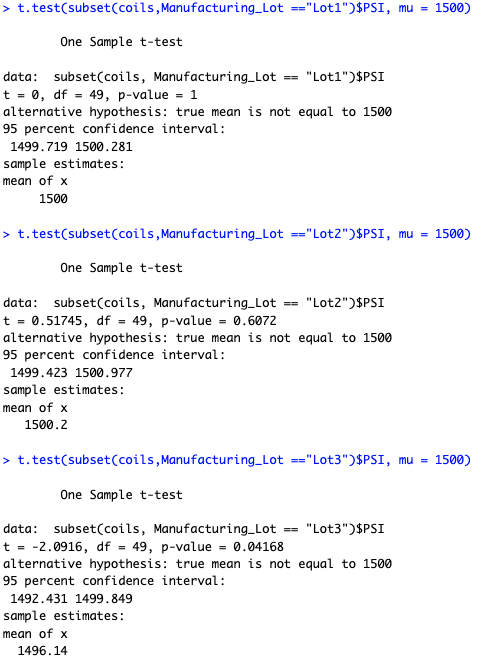 > t.test(subset(coils,Manufacturing_Lot =="Lot1")$PSI, mu = 1500)
One Sample t-test
data:  subset(coils, Manufacturing_Lot == "Lot1")$PSI
t = 0, df = 49, p-value = 1
alternative hypothesis: true mean is not equal to 1500
95 percent confidence interval:
1499.719 1500.281
sample estimates:
mean of x
1500
> t.test(subset(coils,Manufacturing_Lot =="Lot2")$PSI, mu = 1500)
One Sample t-test
data:  subset(coils, Manufacturing_Lot == "Lot2")$PSI
t = 0.51745, df = 49, p-value = 0.6072
alternative hypothesis: true mean is not equal to 1500
95 percent confidence interval:
1499.423 1500.977
sample estimates:
mean of x
1500.2
> t.test(subset(coils,Manufacturing_Lot =="Lot3")$PSI, mu = 1500)
One Sample t-test
data:  subset(coils, Manufacturing_Lot == "Lot3")$PSI
t = -2.0916, df = 49, p-value = 0.04168
alternative hypothesis: true mean is not equal to 1500
95 percent confidence interval:
1492.431 1499.849
sample estimates:
mean of x
1496.14